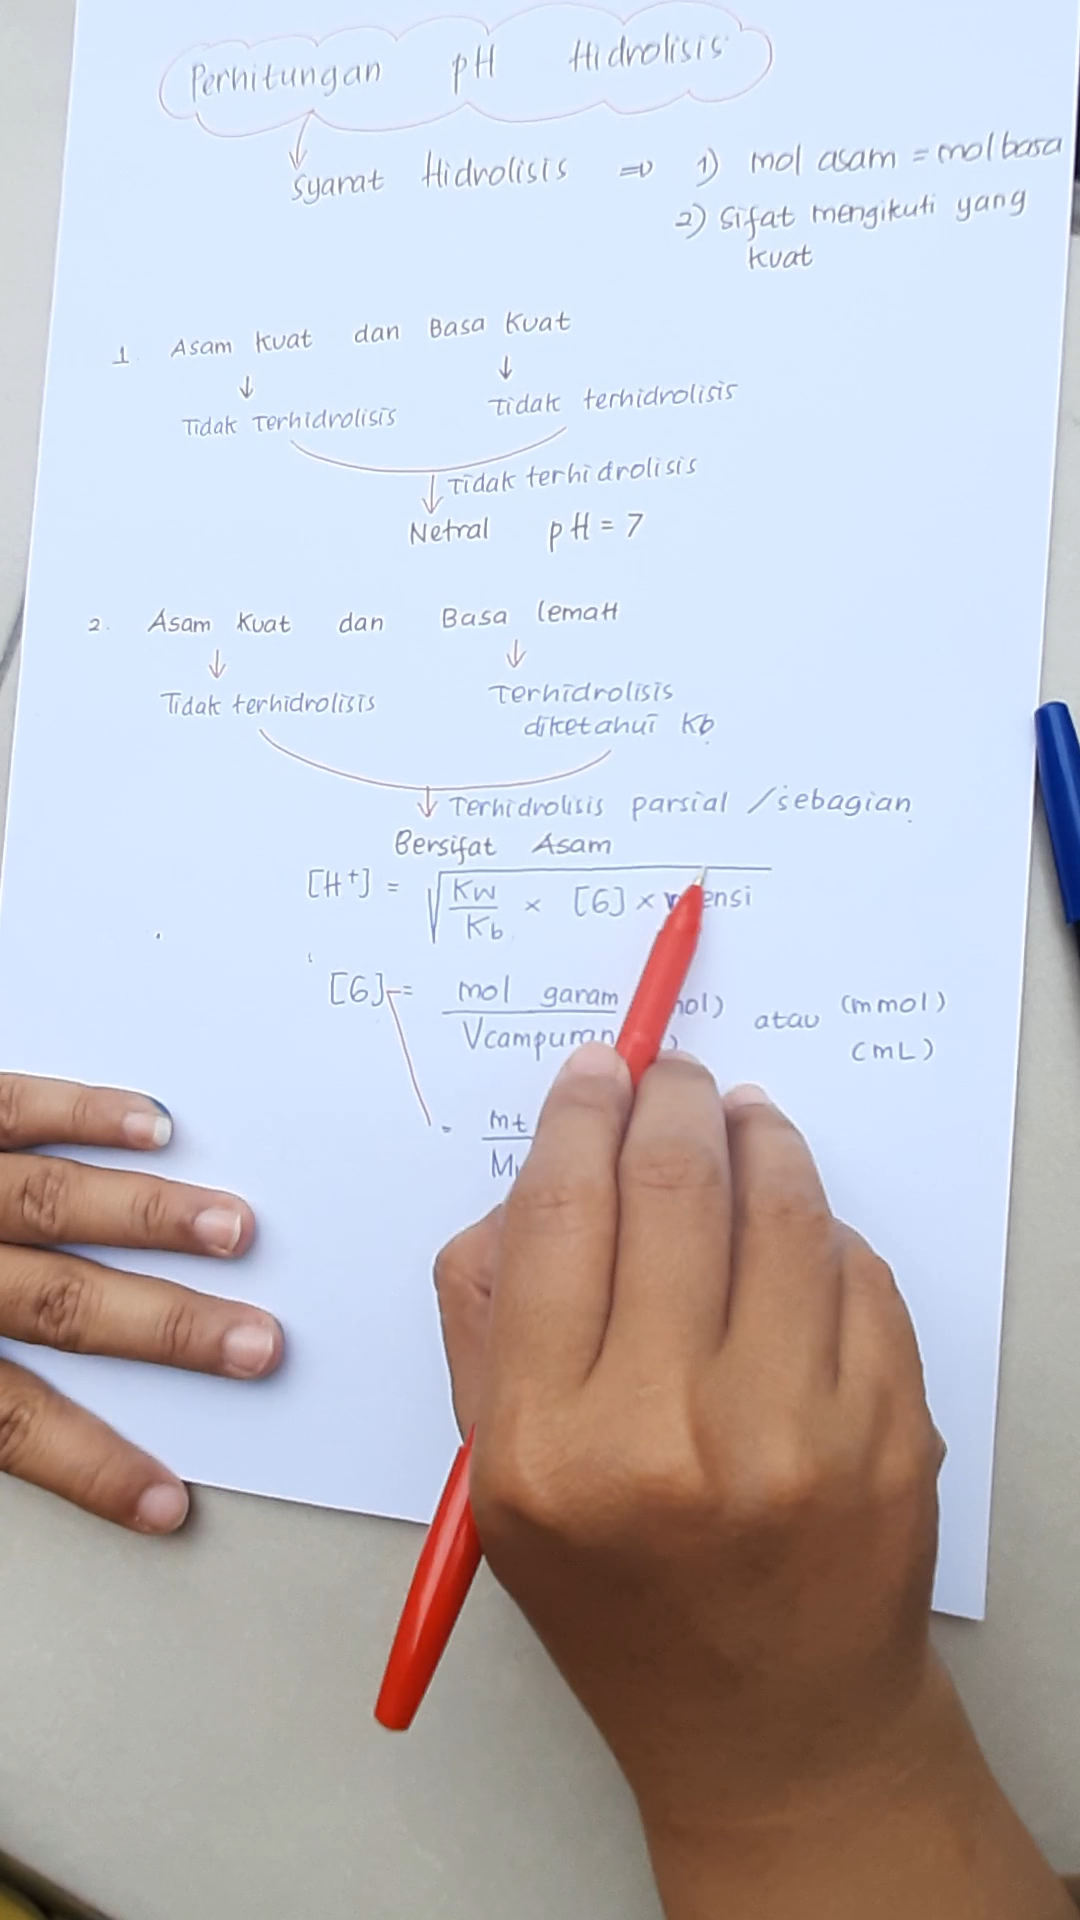 Perhitungan pH Hidrolisis
Syarat Hidrolisis => 1) mol asam = mol basa
2) Sifat mengikuti yang
kuat
1. Asam kuat dan Basa Kuat
↓ ↓
Tidak Terhidrolisis Tidak terhidrolisis
↓ Tidak terhidrolisis
Netral pH = 7
2. Asam Kuat dan Basa lemah
↓ ↓
Tidak terhidrolisis Terhidrolisis
diketahui Kb
↓ Terhidrolisis parsial / sebagian
Bersifat Asam
[H+] = √ Kw/Kb × [G] ×
[G] = mol garam / Vcampuran atau (mmol) / (mL)
=